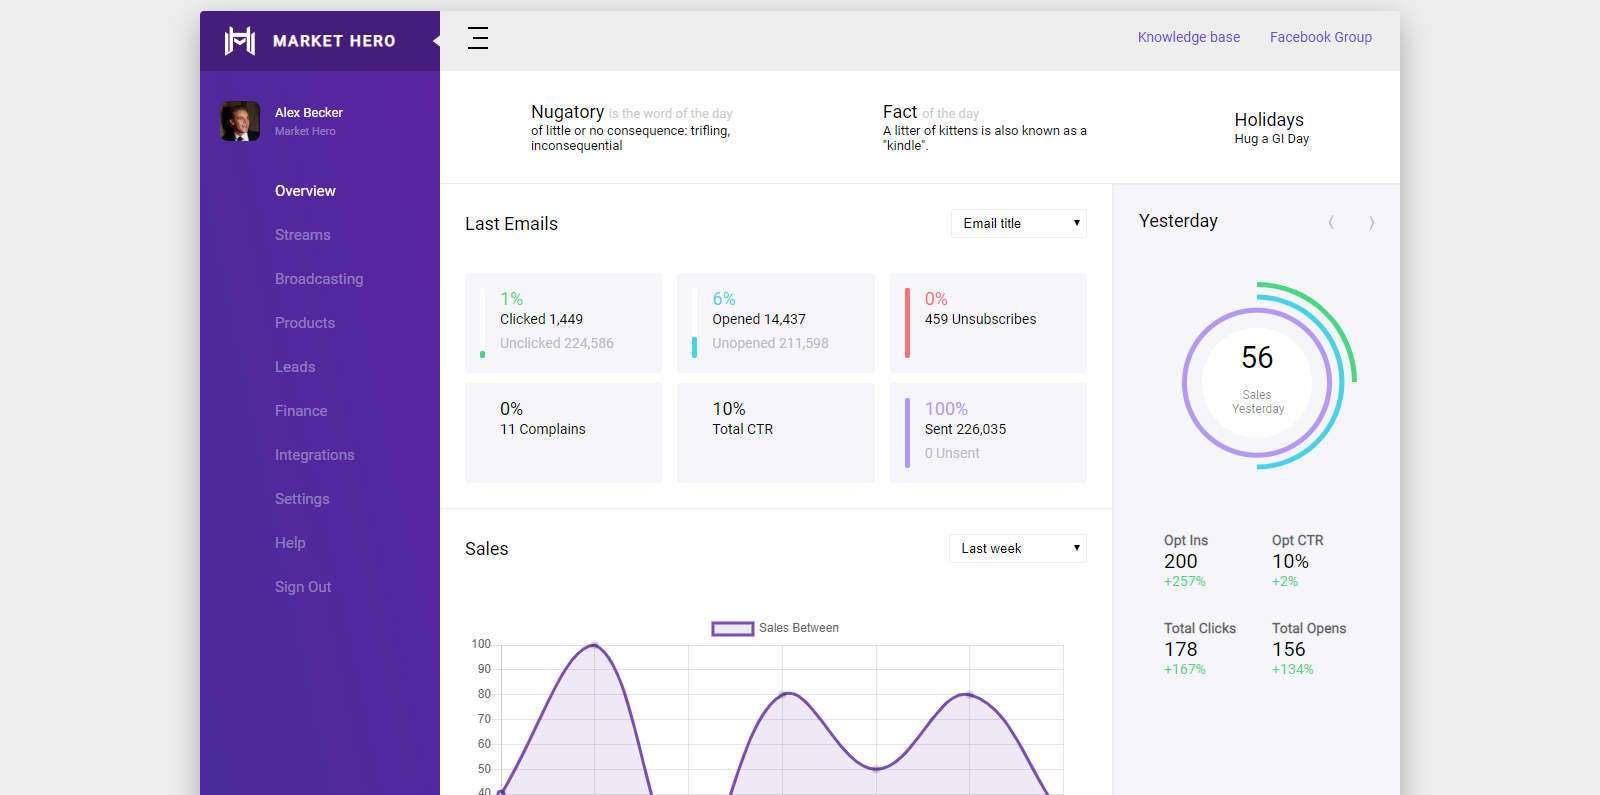 MARKET HERO
Knowledge base
Facebook Group
Alex Becker
Market Hero
Overview
Streams
Broadcasting
Products
Leads
Finance
Integrations
Settings
Help
Sign Out
Nugatory is the word of the day
of little or no consequence: trifling,
inconsequential
Fact of the day
A litter of kittens is also known as a
"kindle".
Holidays
Hug a GI Day
Last Emails
Email title
1%
Clicked 1,449
Unclicked 224,586
6%
Opened 14,437
Unopened 211,598
0%
459 Unsubscribes
0%
11 Complains
10%
Total CTR
100%
Sent 226,035
0 Unsent
Sales
Last week
Sales Between
100
90
80
70
60
50
40
Yesterday
56
Sales
Yesterday
Opt Ins
200
+257%
Opt CTR
10%
+2%
Total Clicks
178
+167%
Total Opens
156
+134%